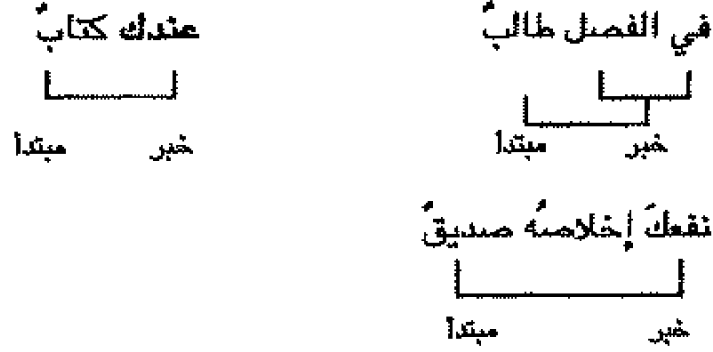 في الفصل طالبٌ
عندك كتابٌ
خبر مبتدأ
خبر مبتدأ
نفعكَ إخلاصُه صديقٌ
خبر مبتدأ